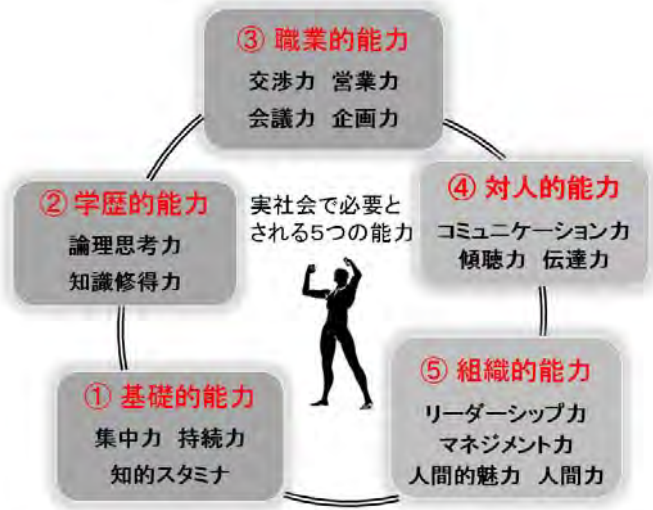 ③ 職業的能力
交渉力 営業力
会議力 企画力
② 学歴的能力
論理思考力
知識修得力
実社会で必要と
される5つの能力
④ 対人的能力
コミュニケーション力
傾聴力 伝達力
① 基礎的能力
集中力 持続力
知的スタミナ
⑤ 組織的能力
リーダーシップ力
マネジメント力
人間的魅力 人間力